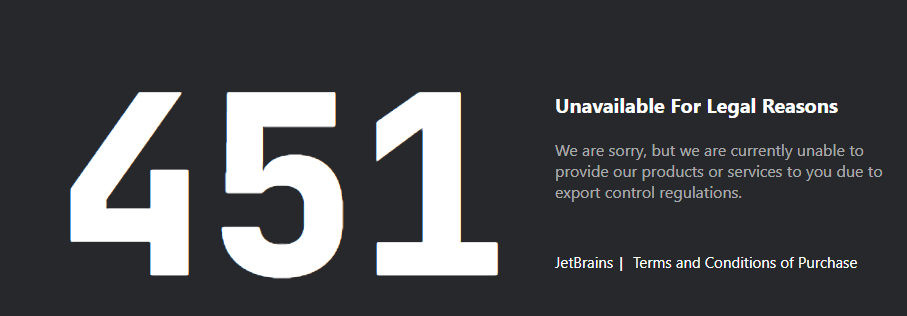 451
Unavailable For Legal Reasons
We are sorry, but we are currently unable to
provide our products or services to you due to
export control regulations.
JetBrains | Terms and Conditions of Purchase